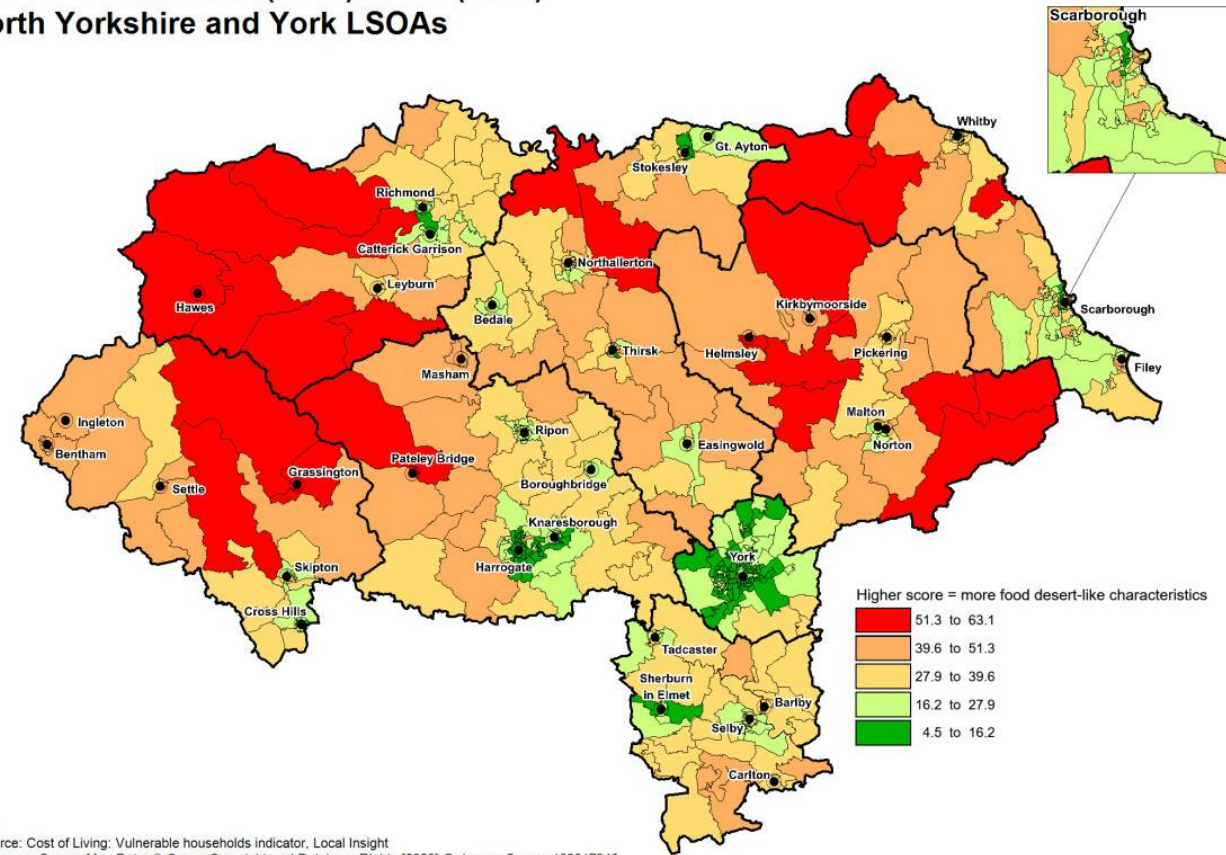 orth Yorkshire and York LSOAs
Scarborough
Whitby
Gt. Ayton
Stokesley
Richmond
Catterick Garrison
Northallerton
Leyburn
Hawes
Bedale
Kirkbymoorside
Scarborough
Thirsk
Helmsley
Pickering
Masham
Filey
Ingleton
Malton
Ripon
Norton
Bentham
Easingwold
Pateley Bridge
Grassington
Settle
Boroughbridge
Knaresborough
York
Harrogate
Skipton
Higher score = more food desert-like characteristics
51.3 to 63.1
Cross Hills
39.6 to 51.3
Tadcaster
27.9 to 39.6
Sherburn
in Elmet
Barlby
16.2 to 27.9
Selby
4.5 to 16.2
Carlton
rce: Cost of Living: Vulnerable households indicator, Local Insight